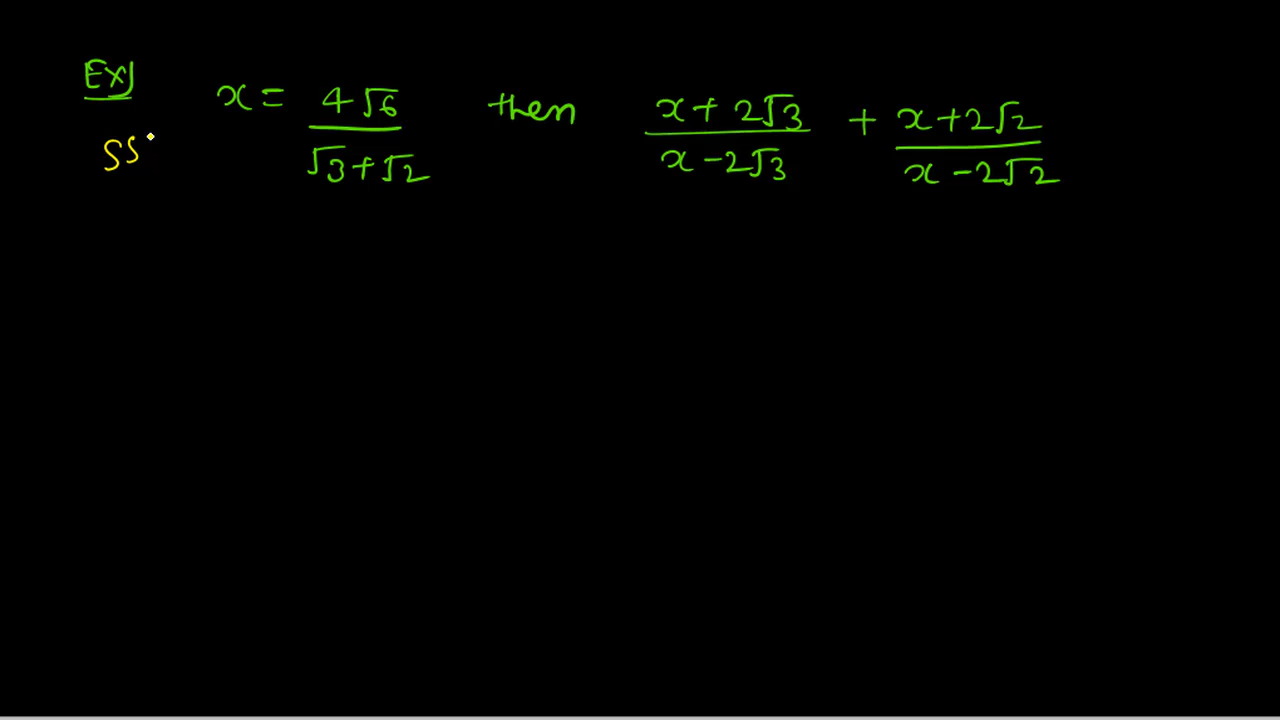 Ex) x = 4√6 / (√3+√2) then (x+2√3) / (x-2√3) + (x+2√2) / (x-2√2)
SS